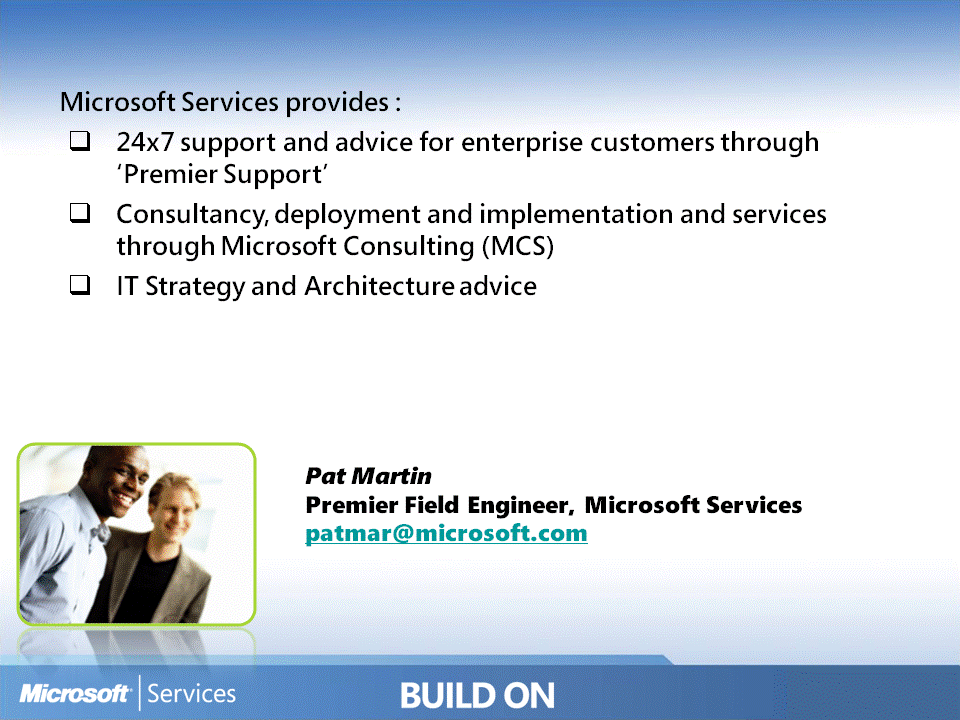 Microsoft Services provides :
❑ 24x7 support and advice for enterprise customers through
‘Premier Support’
❑ Consultancy, deployment and implementation and services
through Microsoft Consulting (MCS)
❑ IT Strategy and Architecture advice
Pat Martin
Premier Field Engineer, Microsoft Services
patmar@microsoft.com
Microsoft Services
BUILD ON